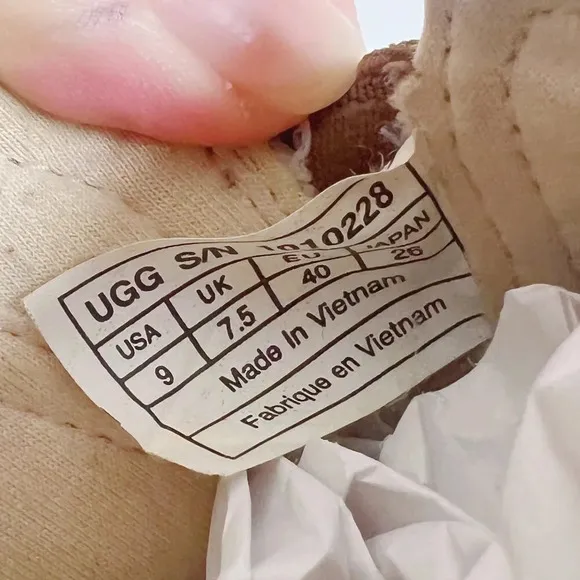 UGG S/N 1010228
USA UK EU JAPAN
9 7.5 40 26
Made In Vietnam
Fabrique en Vietnam